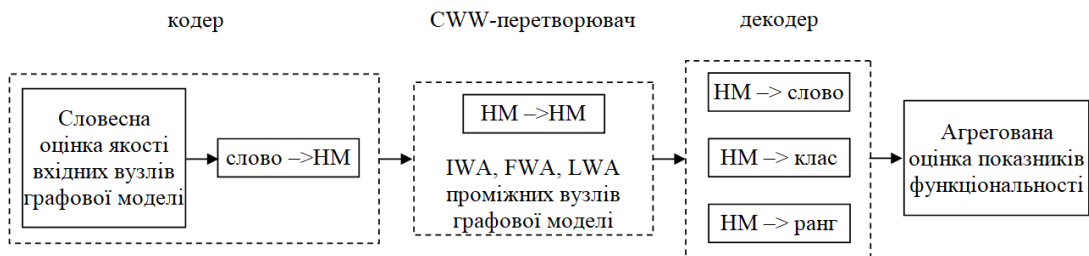 кодер
CWW-перетворювач
декодер
Словесна
оцінка якості
вхідних вузлів
графової моделі
слово –>НМ
НМ –>НМ
IWA, FWA, LWA
проміжних вузлів
графової моделі
НМ –> слово
НМ –> клас
НМ –> ранг
Агрегована
оцінка показників
функціональності